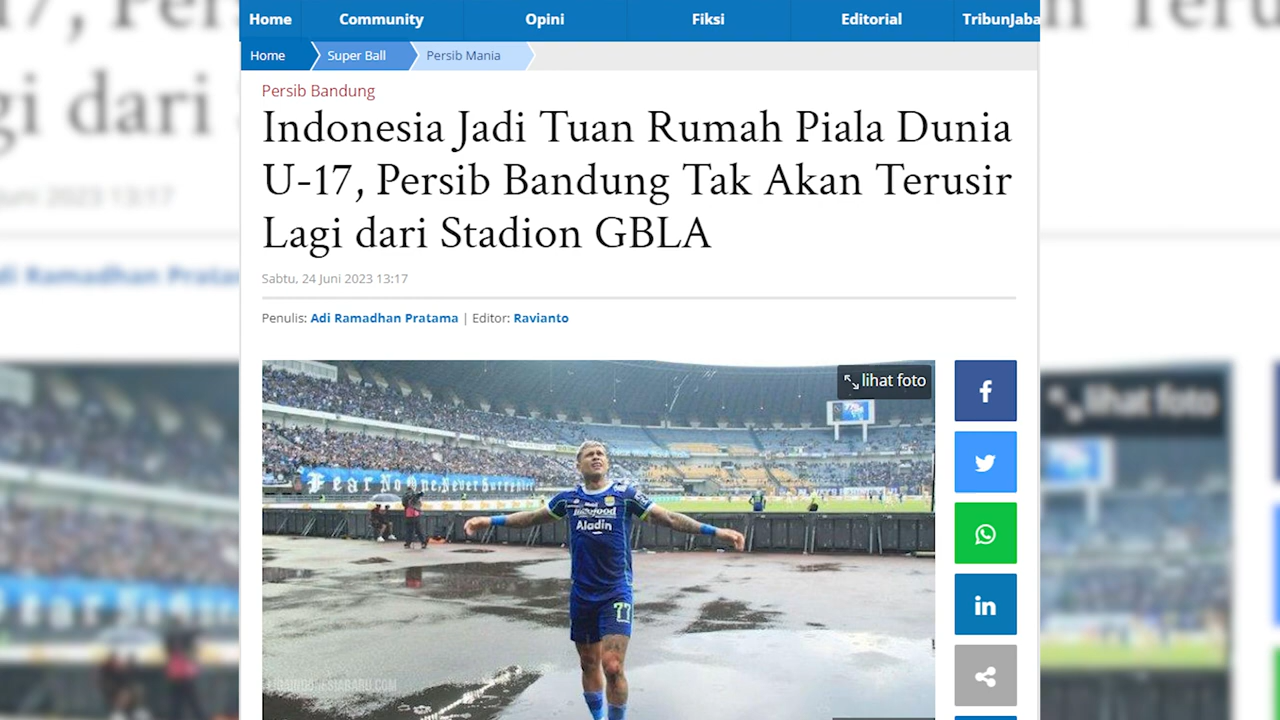 Home Community Opini Fiksi Editorial TribunJaba
Home Super Ball Persib Mania
Persib Bandung
Indonesia Jadi Tuan Rumah Piala Dunia
U-17, Persib Bandung Tak Akan Terusir
Lagi dari Stadion GBLA
Sabtu, 24 Juni 2023 13:17
Penulis: Adi Ramadhan Pratama | Editor: Ravianto
lihat foto
Fear No One, Never Surrender
indofood
Aladin
77